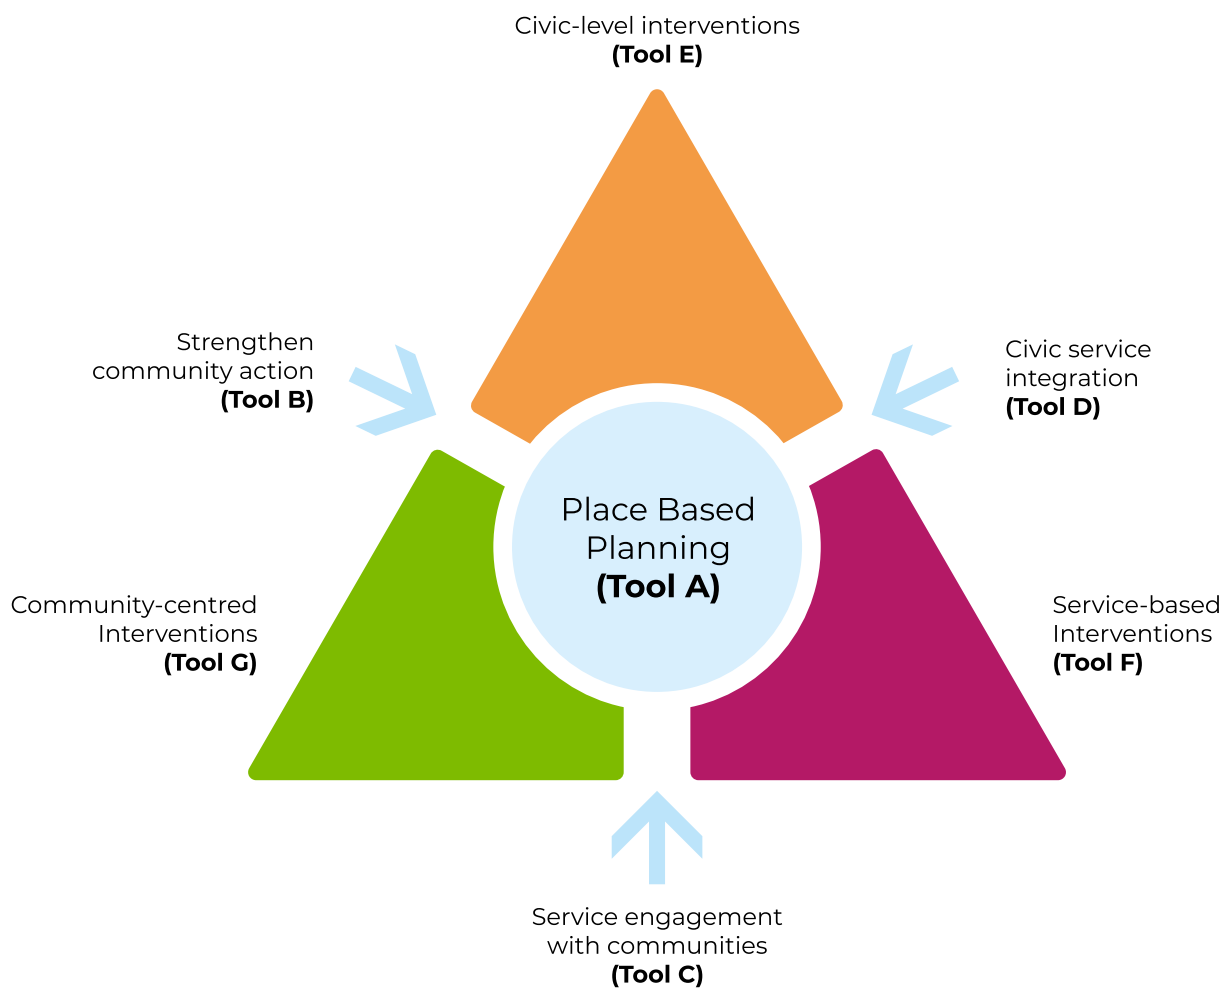 Civic-level interventions
(Tool E)
Strengthen
community action
(Tool B)
Civic service
integration
(Tool D)
Place Based
Planning
(Tool A)
Community-centred
Interventions
(Tool G)
Service-based
Interventions
(Tool F)
Service engagement
with communities
(Tool C)